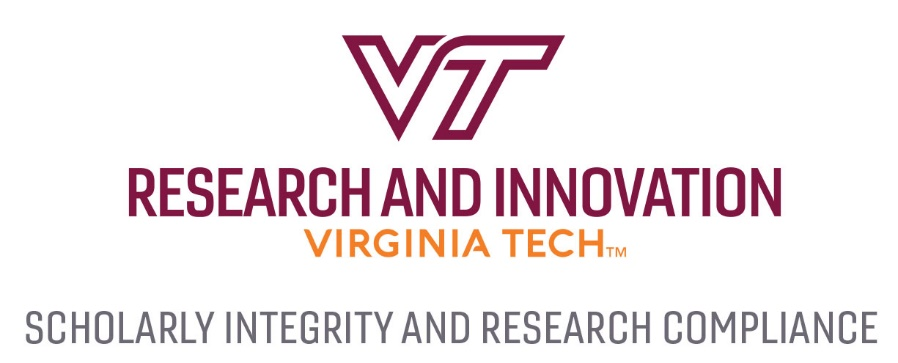 VT
RESEARCH AND INNOVATION
VIRGINIA TECH™
SCHOLARLY INTEGRITY AND RESEARCH COMPLIANCE